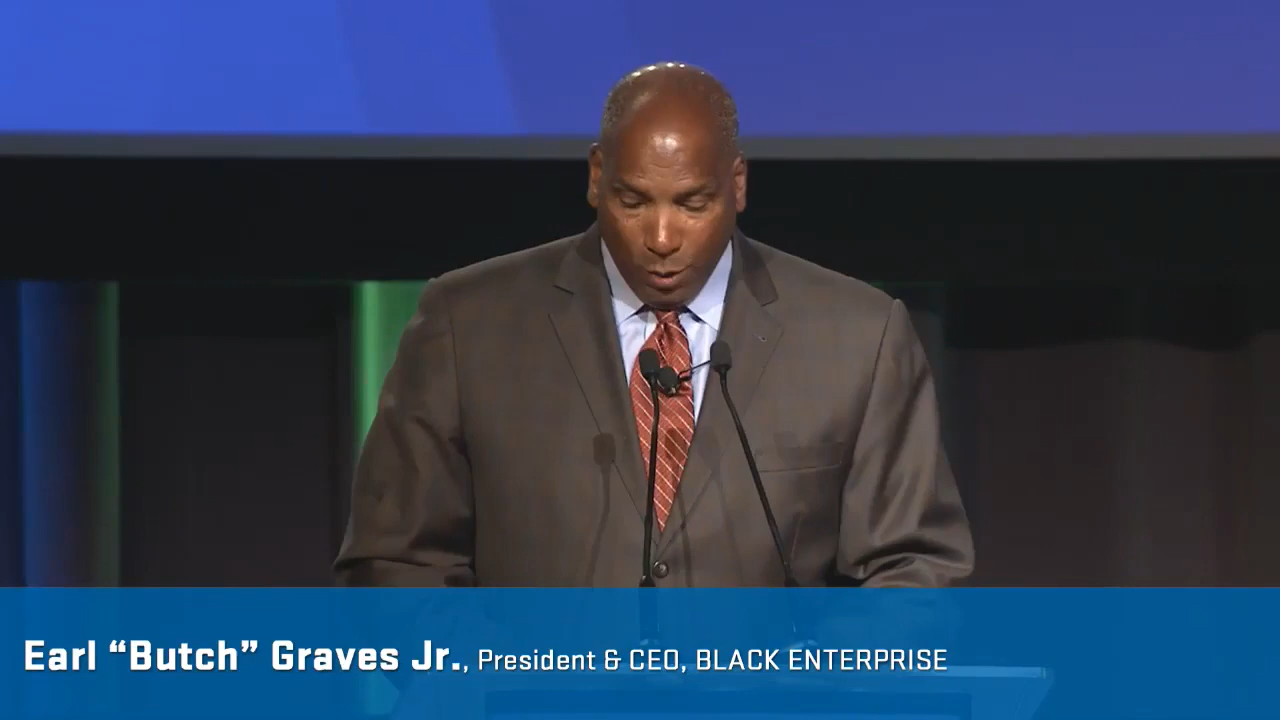 Earl “Butch” Graves Jr., President & CEO, BLACK ENTERPRISE